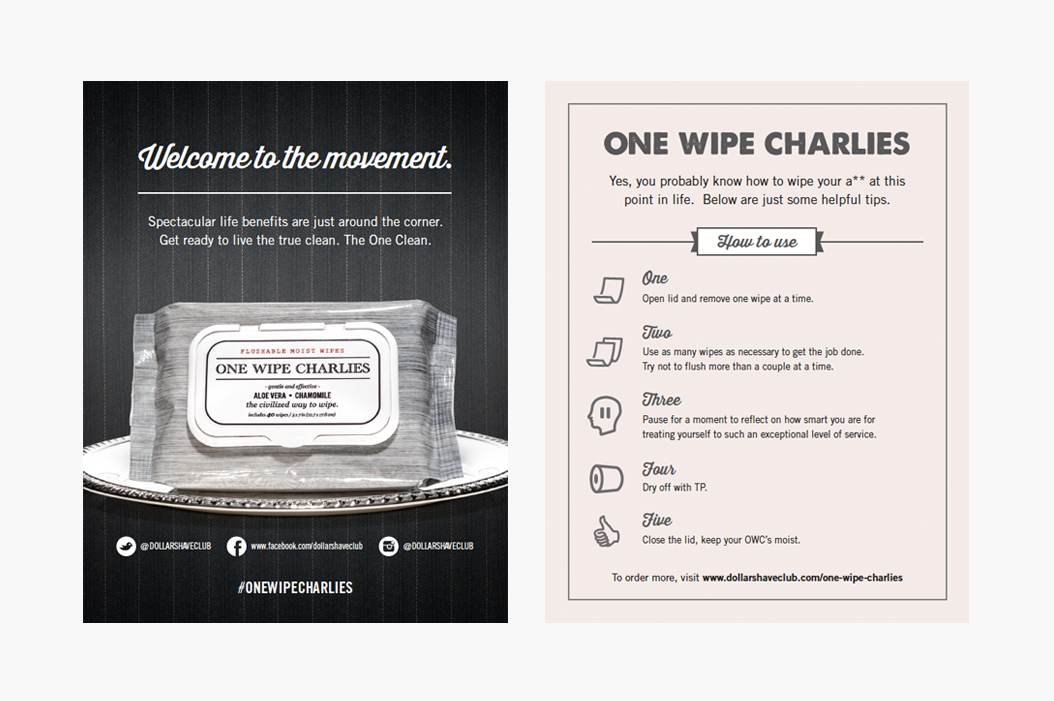 Welcome to the movement.
Spectacular life benefits are just around the corner.
Get ready to live the true clean. The One Clean.
FLUSHABLE MOIST WIPES
ONE WIPE CHARLIES
- gentle and effective -
ALOE VERA • CHAMOMILE
the civilized way to wipe.
includes 40 wipes / 5 x 7 in
@DOLLARSHAVECLUB
www.facebook.com/dollarshaveclub
@DOLLARSHAVECLUB
#ONEWIPECHARLIES
ONE WIPE CHARLIES
Yes, you probably know how to wipe your a** at this
point in life. Below are just some helpful tips.
How to use
One
Open lid and remove one wipe at a time.
Two
Use as many wipes as necessary to get the job done.
Try not to flush more than a couple at a time.
Three
Pause for a moment to reflect on how smart you are for
treating yourself to such an exceptional level of service.
Four
Dry off with TP.
Five
Close the lid, keep your OWC's moist.
To order more, visit www.dollarshaveclub.com/one-wipe-charlies